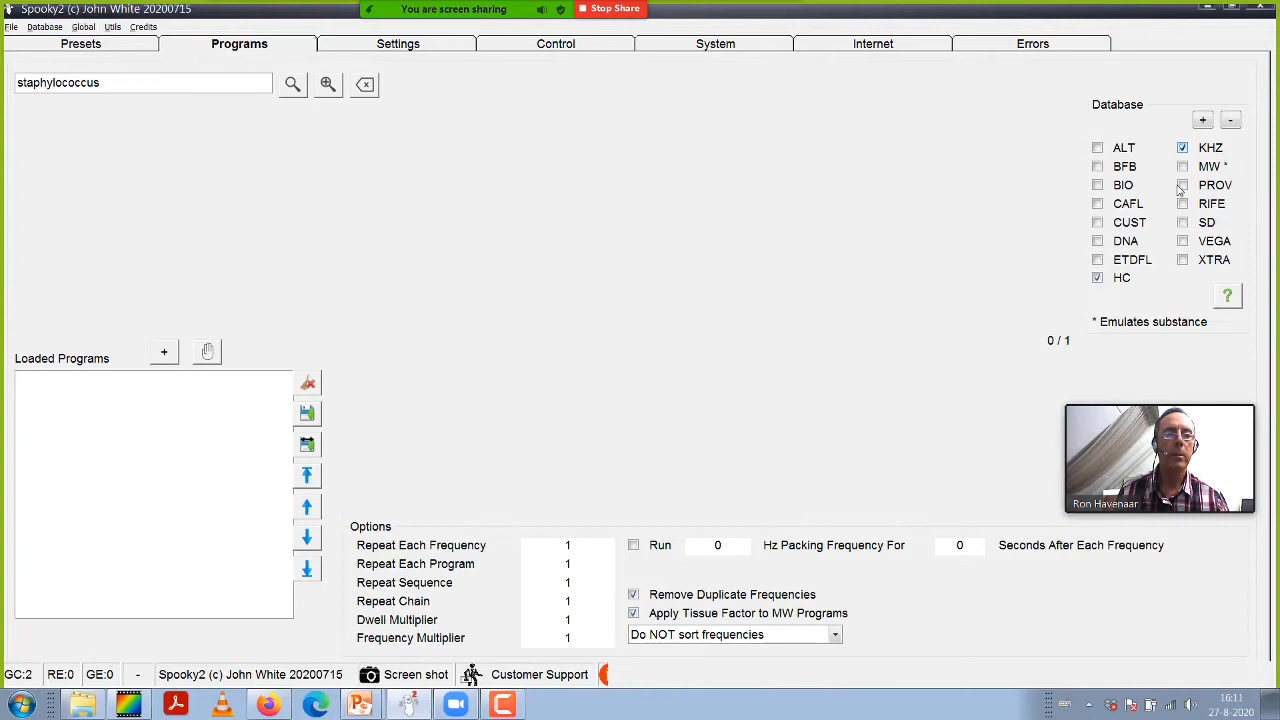 Spooky2 (c) John White 20200715
You are screen sharing
Stop Share
File Database Global Utils Credits
Presets Programs Settings Control System Internet Errors
staphylococcus
Database
+ -
ALT KHZ
BFB MW *
BIO PROV
CAFL RIFE
CUST SD
DNA VEGA
ETDFL XTRA
HC
?
* Emulates substance
0 / 1
Loaded Programs +
Ron Havenaar
Options
Repeat Each Frequency 1 Run 0 Hz Packing Frequency For 0 Seconds After Each Frequency
Repeat Each Program 1
Repeat Sequence 1 Remove Duplicate Frequencies
Repeat Chain 1 Apply Tissue Factor to MW Programs
Dwell Multiplier 1
Frequency Multiplier 1 Do NOT sort frequencies
GC:2 RE:0 GE:0 - Spooky2 (c) John White 20200715 Screen shot Customer Support
16:11
27-8-2020